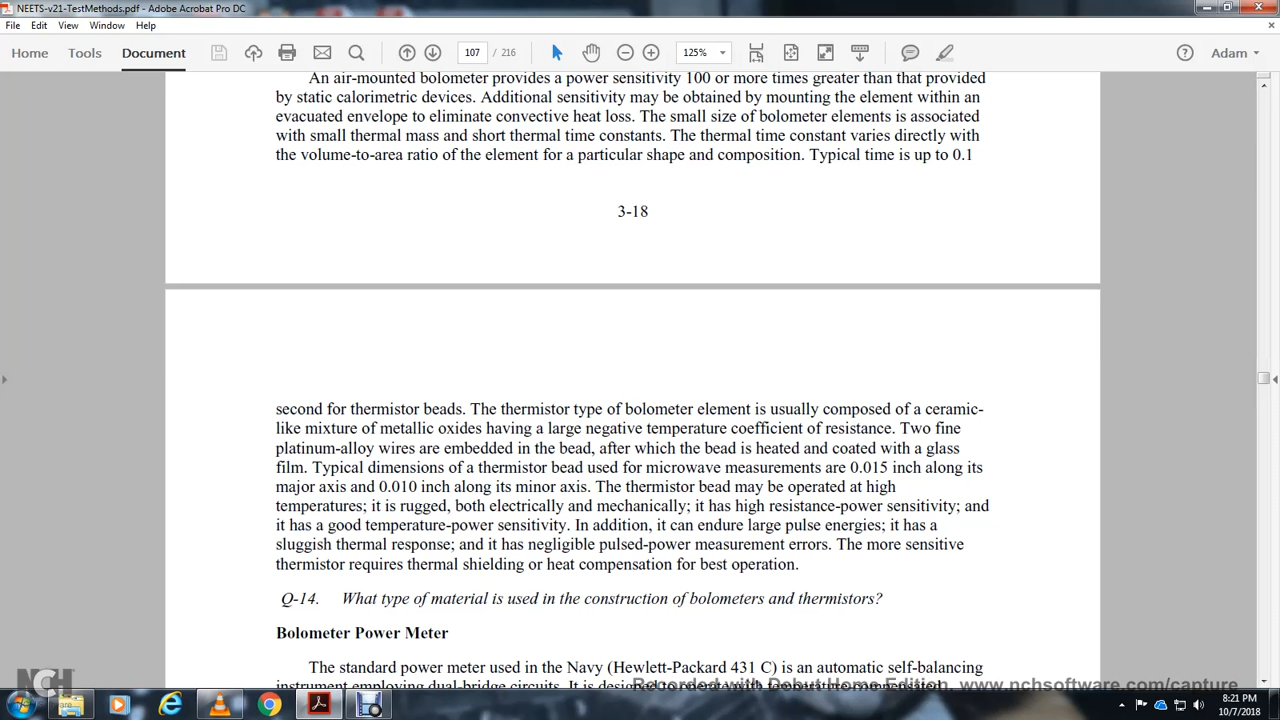 NEETS-v21-TestMethods.pdf - Adobe Acrobat Pro DC
File Edit View Window Help
Home Tools Document 107 / 216 125% Adam
An air-mounted bolometer provides a power sensitivity 100 or more times greater than that provided
by static calorimetric devices. Additional sensitivity may be obtained by mounting the element within an
evacuated envelope to eliminate convective heat loss. The small size of bolometer elements is associated
with small thermal mass and short thermal time constants. The thermal time constant varies directly with
the volume-to-area ratio of the element for a particular shape and composition. Typical time is up to 0.1
3-18
second for thermistor beads. The thermistor type of bolometer element is usually composed of a ceramic-
like mixture of metallic oxides having a large negative temperature coefficient of resistance. Two fine
platinum-alloy wires are embedded in the bead, after which the bead is heated and coated with a glass
film. Typical dimensions of a thermistor bead used for microwave measurements are 0.015 inch along its
major axis and 0.010 inch along its minor axis. The thermistor bead may be operated at high
temperatures; it is rugged, both electrically and mechanically; it has high resistance-power sensitivity; and
it has a good temperature-power sensitivity. In addition, it can endure large pulse energies; it has a
sluggish thermal response; and it has negligible pulsed-power measurement errors. The more sensitive
thermistor requires thermal shielding or heat compensation for best operation.
Q-14. What type of material is used in the construction of bolometers and thermistors?
Bolometer Power Meter
The standard power meter used in the Navy (Hewlett-Packard 431 C) is an automatic self-balancing
instrument employing dual-bridge circuits. It is designed to operate with temperature-compensated
Recorded with Debut Home Edition. www.nchsoftware.com/capture
NCH
8:21 PM
10/7/2018